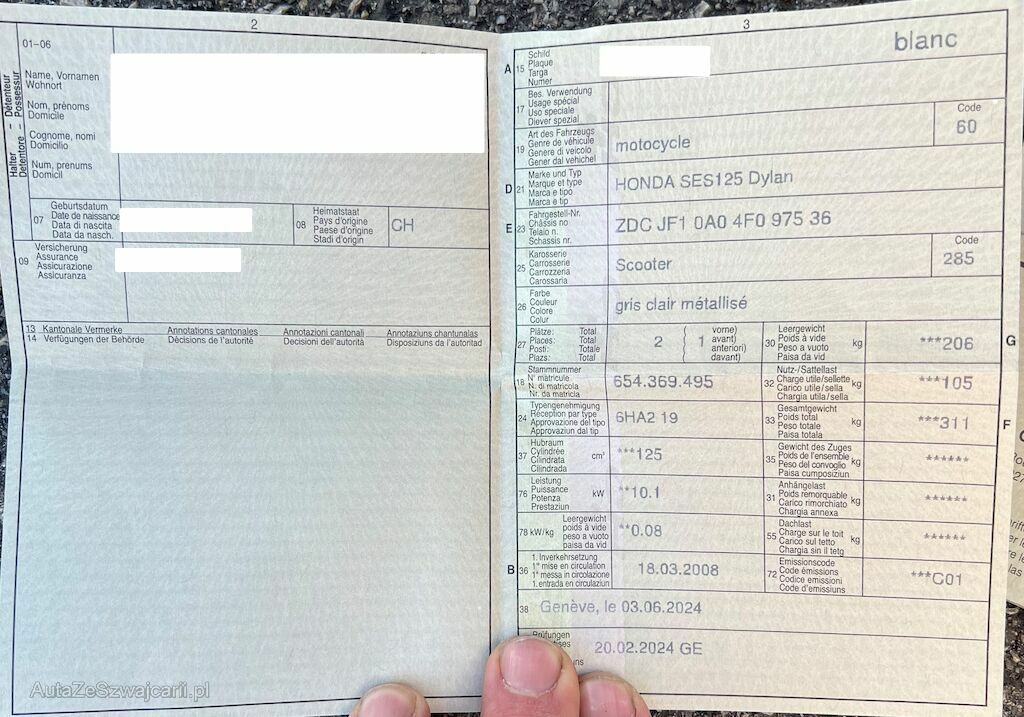 2
01-06
Halter – Détenteur
Detentore – Possessur
Name, Vornamen
Wohnort
Nom, prénoms
Domicile
Cognome, nomi
Domicilio
Num, prenums
Domicil
07
Geburtsdatum
Date de naissance
Data di nascita
Data da nasch.
08
Heimatstaat
Pays d'origine
Paese d'origine
Stadi d'origin
CH
09
Versicherung
Assurance
Assicurazione
Assicuranza
13 Kantonale Vermerke Annotations cantonales Annotazioni cantonali Annotaziuns chantunalas
14 Verfügungen der Behörde Décisions de l'autorité Decisioni dell'autorità Disposiziuns da l'autoritad
AutaZeSzwajcarii.pl
3
blanc
A 15
Schild
Plaque
Targa
Numer
17
Bes. Verwendung
Usage spécial
Uso speciale
Diever spezial
19
Art des Fahrzeugs
Genre de véhicule
Genere di veicolo
Gener dal vehichel
motocycle
Code
60
D 21
Marke und Typ
Marque et type
Marca e tipo
Marca e tip
HONDA SES125 Dylan
E 23
Fahrgestell-Nr.
Châssis no
Telaio n.
Schassis nr.
ZDC JF1 0A0 4F0 975 36
25
Karosserie
Carrosserie
Carrozzeria
Carossaria
Scooter
Code
285
26
Farbe
Couleur
Colore
Colur
gris clair métallisé
27
Plätze: Total
Places: Total
Posti: Totale
Plazs: Total
2 { 1
vorne)
avant)
anteriori)
davant)
30
Leergewicht
Poids à vide
Peso a vuoto
Paisa da vid
kg
***206
G
18
Stammnummer
N° matricule
N. di matricola
Nr. da matricla
654.369.495
32
Nutz-/Sattellast
Charge utile/sellette
Carico utile/sella
Chargia utila/sella
kg
***105
24
Typengenehmigung
Réception par type
Approvazione del tipo
Approvaziun dal tip
6HA2 19
33
Gesamtgewicht
Poids total
Peso totale
Paisa totala
kg
***311
F
37
Hubraum
Cylindrée
Cilindrata
Cilindrada
cm³
***125
35
Gewicht des Zuges
Poids de l'ensemble
Peso del convoglio
Paisa cumposiziun
kg
******
76
Leistung
Puissance
Potenza
Prestaziun
kW
**10.1
31
Anhängelast
Poids remorquable
Carico rimorchiato
Chargia annexa
kg
******
78 kW/kg
Leergewicht
poids à vide
peso a vuoto
paisa da vid
**0.08
55
Dachlast
Charge sur le toit
Carico sul tetto
Chargia sin il tetg
kg
******
B 36
1. Inverkehrsetzung
1re mise en circulation
1a messa in circolazione
1. entrada en circulaziun
18.03.2008
72
Emissionscode
Code émissions
Codice emissioni
Code d'emissiuns
***C01
38
Genève, le 03.06.2024
Prüfungen
20.02.2024 GE